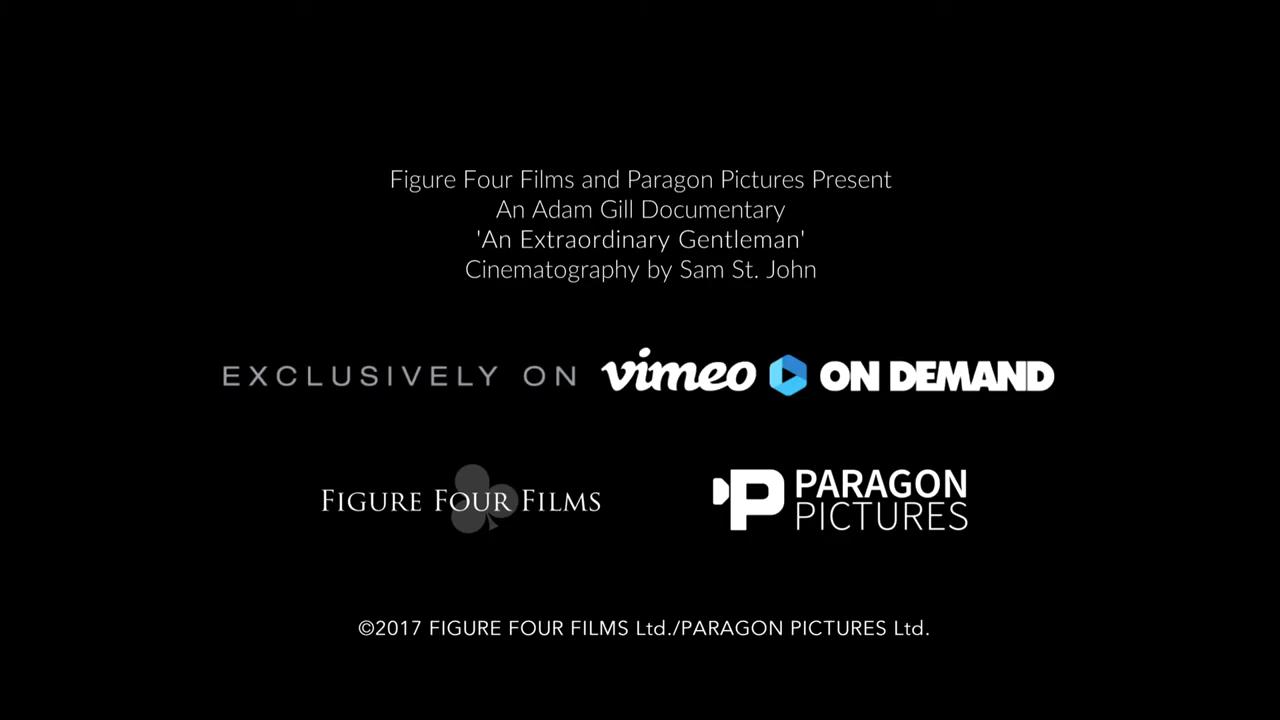 Figure Four Films and Paragon Pictures Present
An Adam Gill Documentary
'An Extraordinary Gentleman'
Cinematography by Sam St. John
EXCLUSIVELY ON vimeo ON DEMAND
FIGURE FOUR FILMS
PARAGON
PICTURES
©2017 FIGURE FOUR FILMS Ltd./PARAGON PICTURES Ltd.